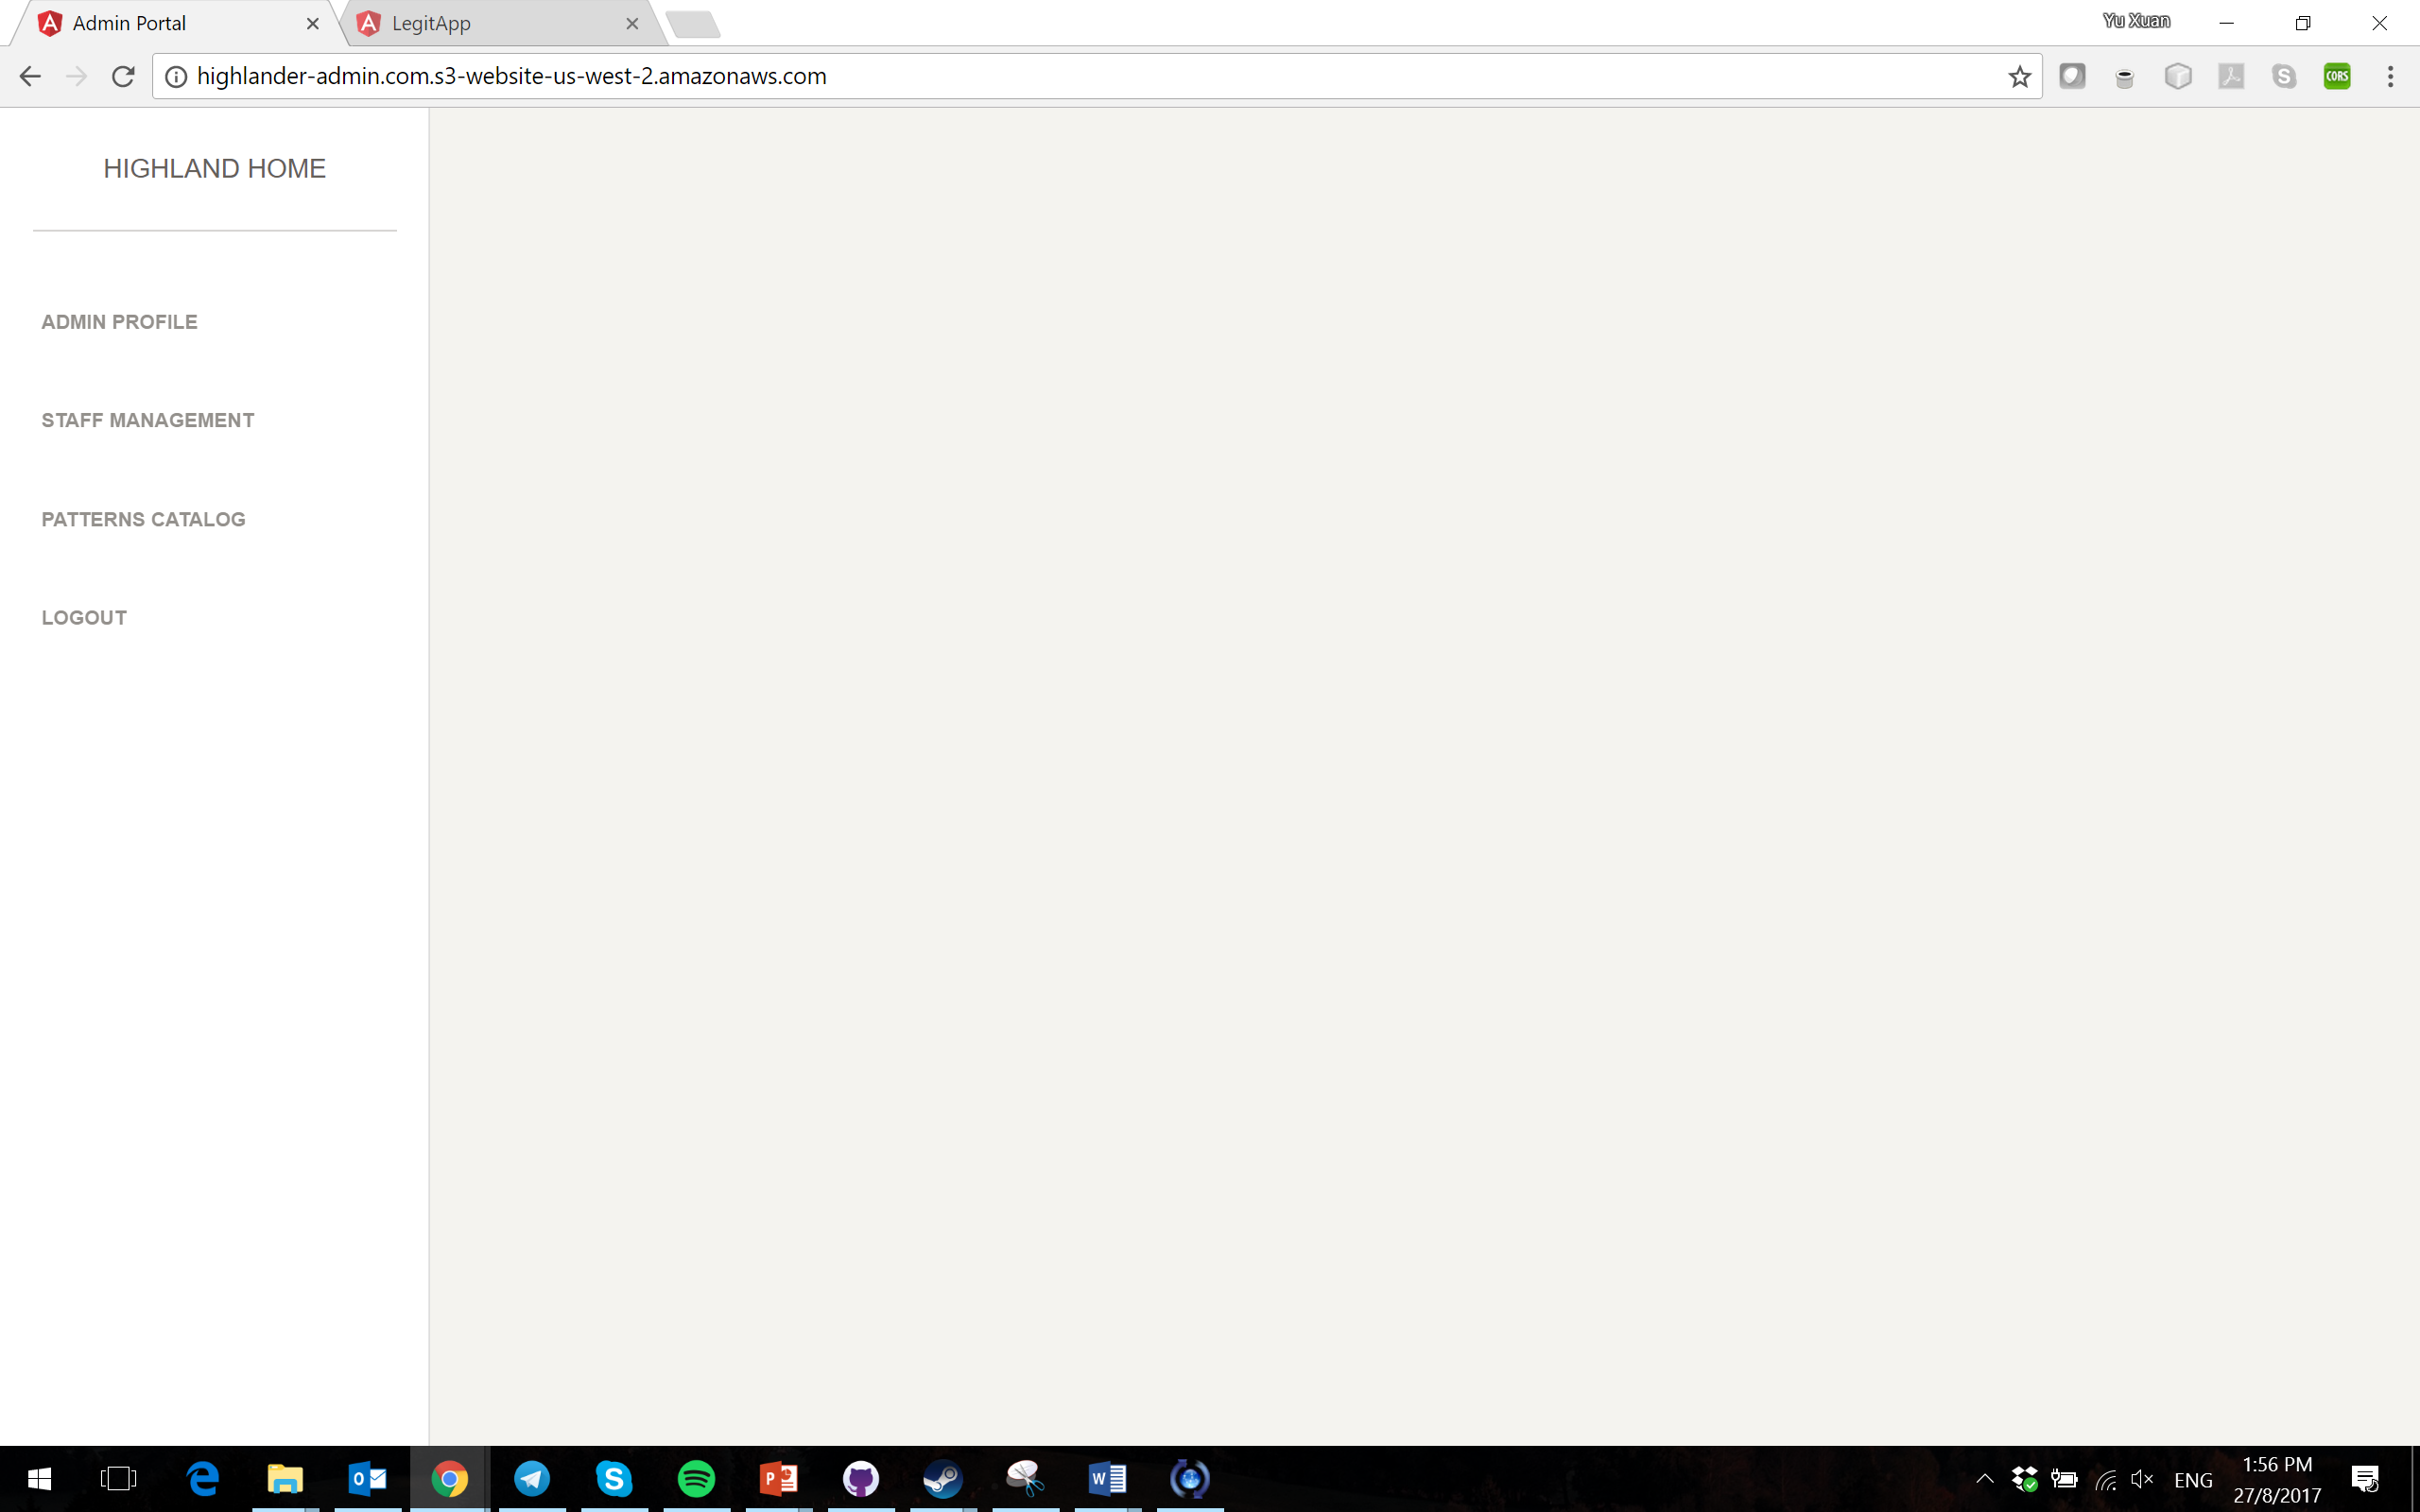 Admin Portal
LegitApp
Yu Xuan
highlander-admin.com.s3-website-us-west-2.amazonaws.com
CORS
HIGHLAND HOME
ADMIN PROFILE
STAFF MANAGEMENT
PATTERNS CATALOG
LOGOUT
ENG
1:56 PM
27/8/2017